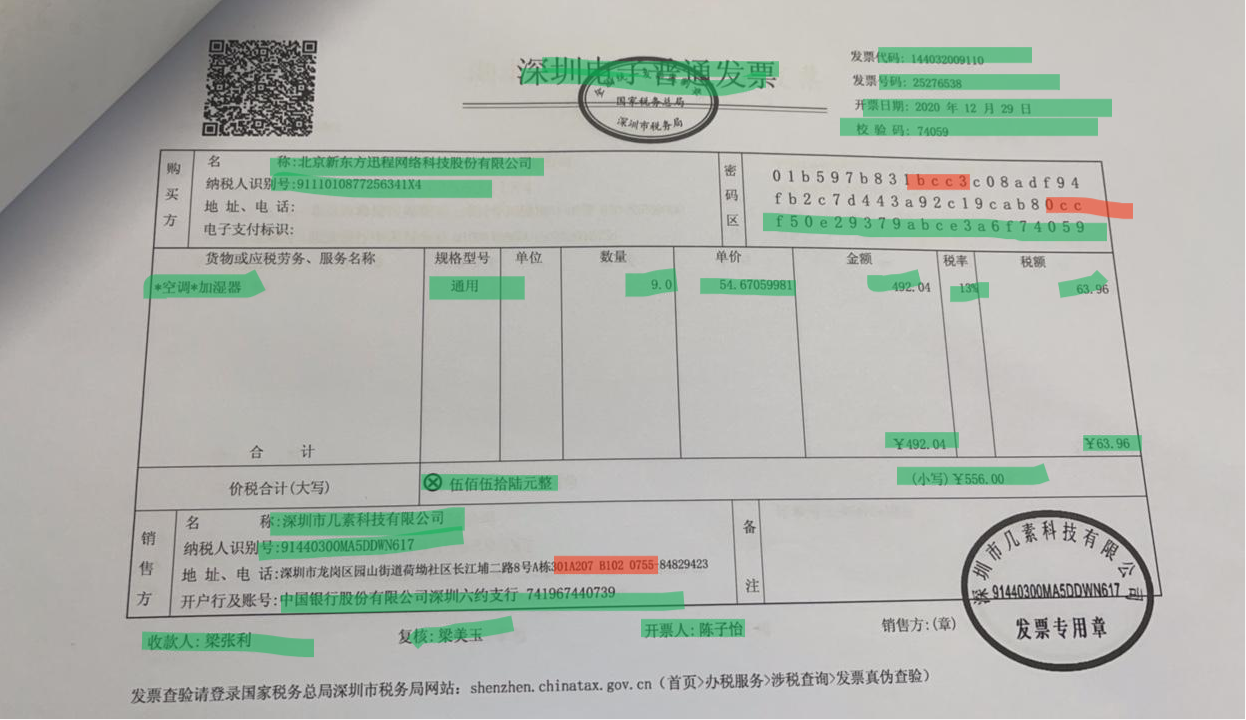 深圳电子普通发票
国家税务总局
深圳市税务局
发票代码: 144032009110
发票号码: 25276538
开票日期: 2020 年 12 月 29 日
校 验 码: 74059
购买方
名 称:北京新东方迅程网络科技股份有限公司
纳税人识别号:9111010877256341X4
地 址、电 话:
电子支付标识:
密码区
01b597b831bcc3c08adf94
fb2c7d443a92c19cab80cc
f50e29379abce3a6f74059
货物或应税劳务、服务名称 规格型号 单位 数量 单价 金额 税率 税额
*空调*加湿器 通用 9.0 54.67059981 492.04 13% 63.96
合 计 ￥492.04 ￥63.96
价税合计(大写) ⊗ 伍佰伍拾陆元整 (小写)￥556.00
销售方
名 称:深圳市几素科技有限公司
纳税人识别号:91440300MA5DDWN617
地 址、电 话:深圳市龙岗区园山街道荷坳社区长江埔二路8号A栋301A207 B102 0755-84829423
开户行及账号:中国银行股份有限公司深圳六约支行 741967440739
备注
深圳市几素科技有限公司
91440300MA5DDWN617
发票专用章
收款人: 梁张利 复核: 梁美玉 开票人: 陈子怡 销售方:(章)
发票查验请登录国家税务总局深圳市税务局网站: shenzhen.chinatax.gov.cn (首页>办税服务>涉税查询>发票真伪查验)